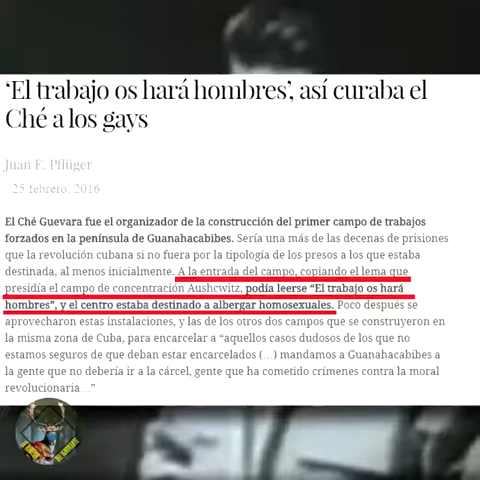 ‘El trabajo os hará hombres’, así curaba el
Ché a los gays
Juan E. Pflüger
25 febrero, 2016
El Ché Guevara fue el organizador de la construcción del primer campo de trabajos
forzados en la península de Guanahacabibes. Sería una más de las decenas de prisiones
que la revolución cubana si no fuera por la tipología de los presos a los que estaba
destinada, al menos inicialmente. A la entrada del campo, copiando el lema que
presidía el campo de concentración Aushcwitz, podía leerse “El trabajo os hará
hombres”, y el centro estaba destinado a albergar homosexuales. Poco después se
aprovecharon estas instalaciones, y las de los otros dos campos que se construyeron en
la misma zona de Cuba, para encarcelar a “aquellos casos dudosos de los que no
estamos seguros de que deban estar encarcelados (…) mandamos a Guanahacabibes a
la gente que no debería ir a la cárcel, gente que ha cometido crímenes contra la moral
revolucionaria…”